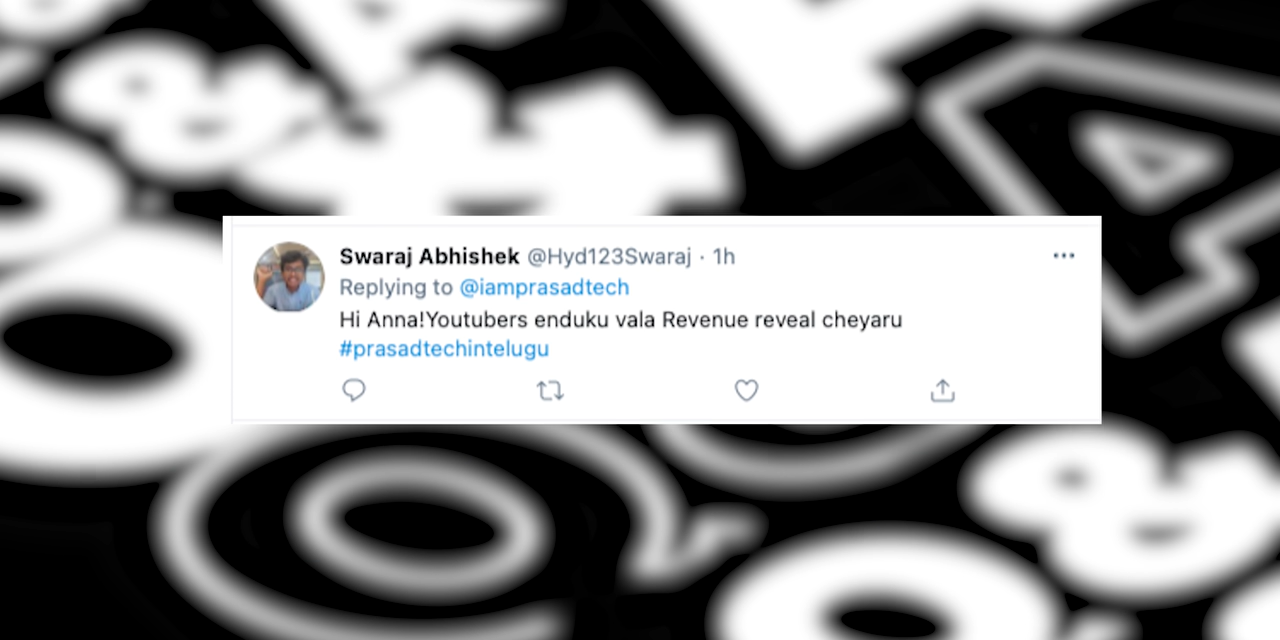 Swaraj Abhishek @Hyd123Swaraj · 1h
Replying to @iamprasadtech
Hi Anna!Youtubers enduku vala Revenue reveal cheyaru
#prasadtechintelugu